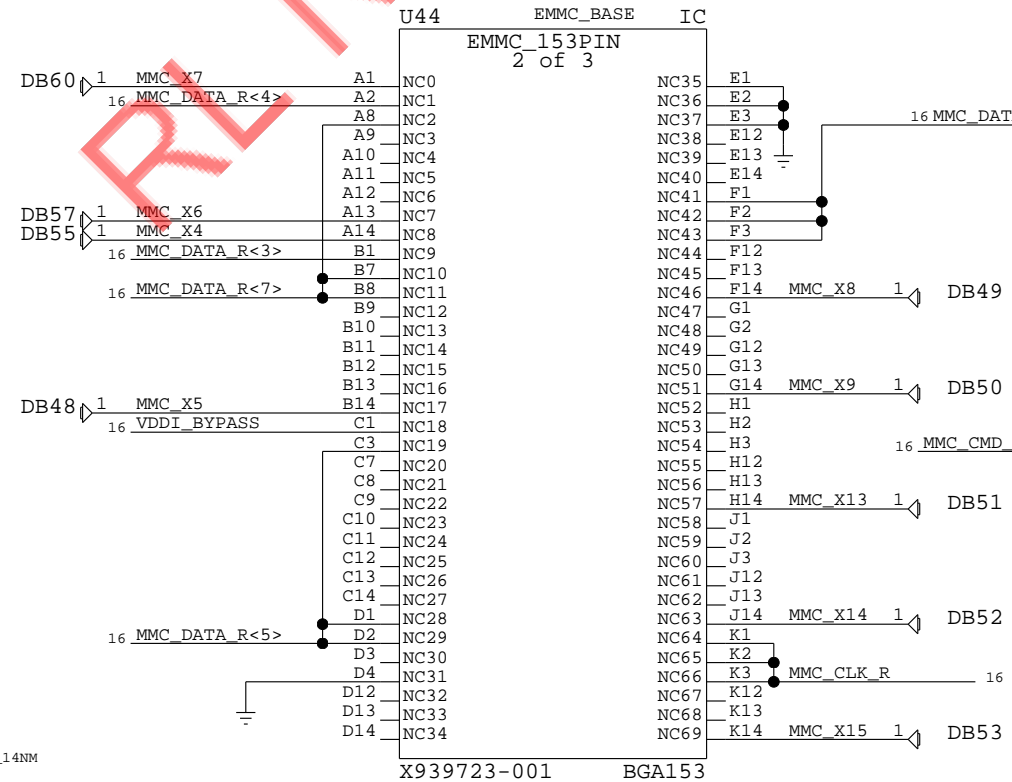 U44 EMMC_BASE IC
EMMC_153PIN
2 of 3
DB60 1 MMC_X7 A1 NC0 NC35 E1
16 MMC_DATA_R<4> A2 NC1 NC36 E2
A8 NC2 NC37 E3 16 MMC_DAT
A9 NC3 NC38 E12
A10 NC4 NC39 E13
A11 NC5 NC40 E14
A12 NC6 NC41 F1
DB57 1 MMC_X6 A13 NC7 NC42 F2
DB55 1 MMC_X4 A14 NC8 NC43 F3
16 MMC_DATA_R<3> B1 NC9 NC44 F12
B7 NC10 NC45 F13
16 MMC_DATA_R<7> B8 NC11 NC46 F14 MMC_X8 1 DB49
B9 NC12 NC47 G1
B10 NC13 NC48 G2
B11 NC14 NC49 G12
B12 NC15 NC50 G13
B13 NC16 NC51 G14 MMC_X9 1 DB50
DB48 1 MMC_X5 B14 NC17 NC52 H1
16 VDDI_BYPASS C1 NC18 NC53 H2
C3 NC19 NC54 H3 16 MMC_CMD_
C7 NC20 NC55 H12
C8 NC21 NC56 H13
C9 NC22 NC57 H14 MMC_X13 1 DB51
C10 NC23 NC58 J1
C11 NC24 NC59 J2
C12 NC25 NC60 J3
C13 NC26 NC61 J12
C14 NC27 NC62 J13
D1 NC28 NC63 J14 MMC_X14 1 DB52
16 MMC_DATA_R<5> D2 NC29 NC64 K1
D3 NC30 NC65 K2
D4 NC31 NC66 K3 MMC_CLK_R 16
D12 NC32 NC67 K12
D13 NC33 NC68 K13
D14 NC34 NC69 K14 MMC_X15 1 DB53
_14NM
X939723-001 BGA153